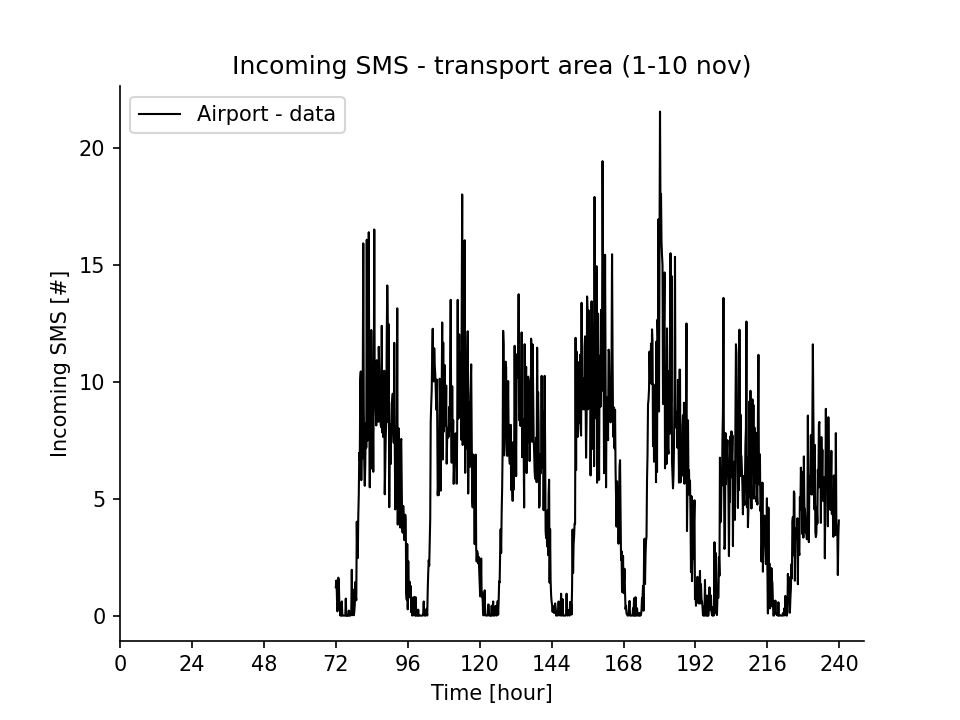 Incoming SMS - transport area (1-10 nov)
Airport - data
20
15
10
5
0
Incoming SMS [#]
0 24 48 72 96 120 144 168 192 216 240
Time [hour]